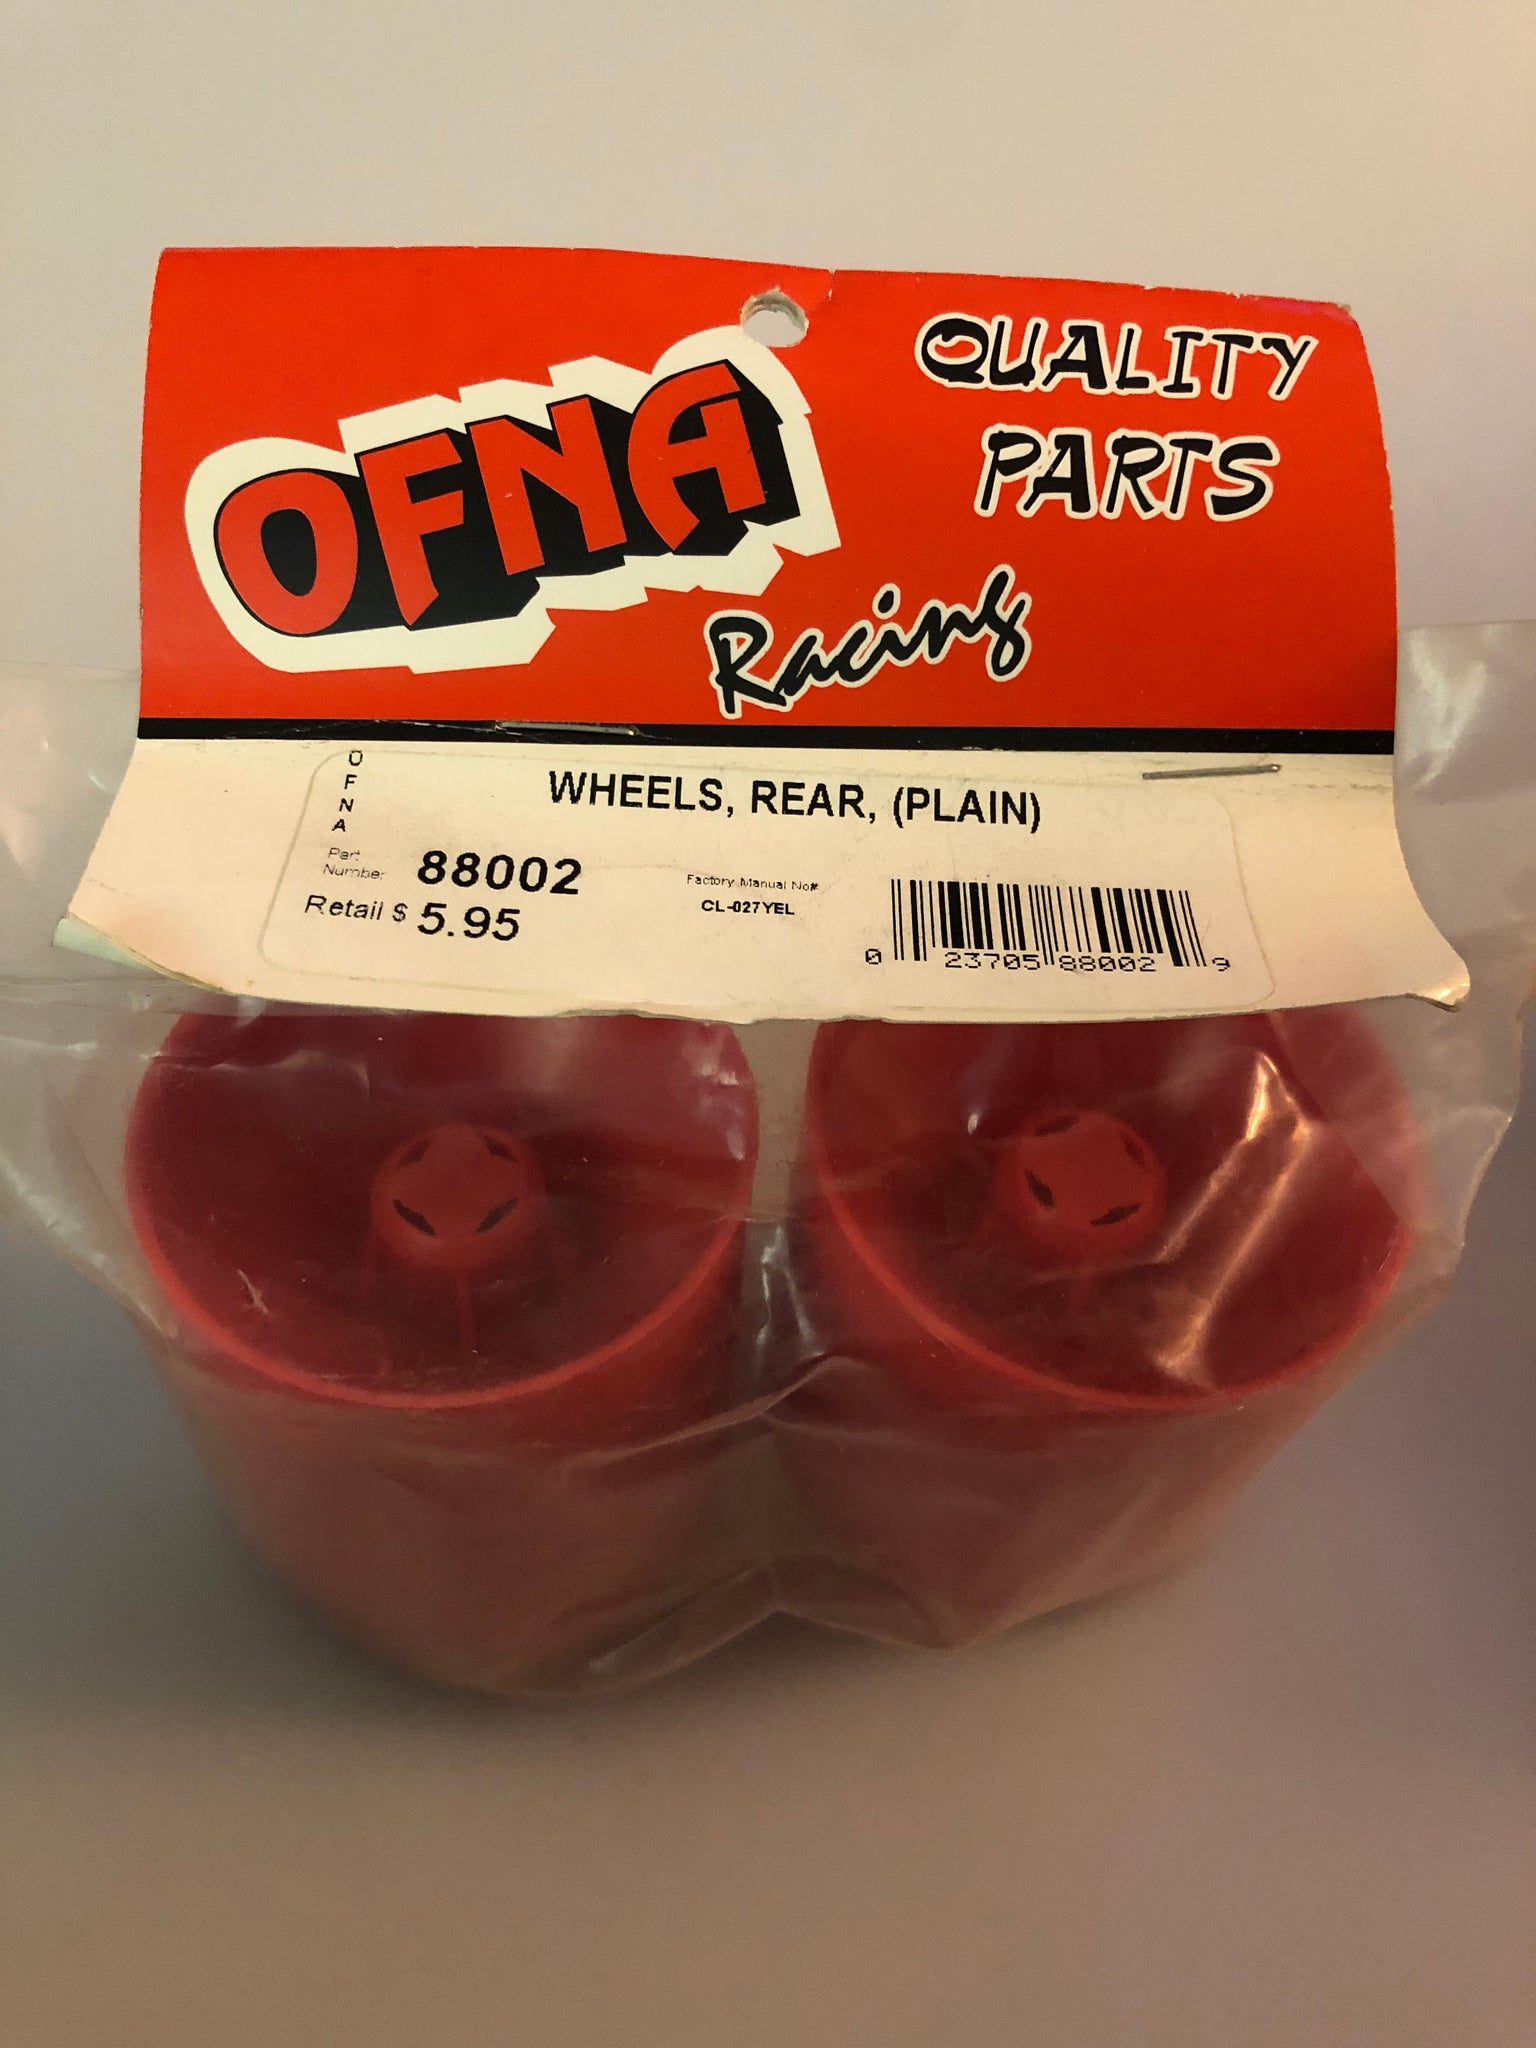 OFNA
Racing
QUALITY
PARTS
OFNA
WHEELS, REAR, (PLAIN)
Part
Number
88002
Retail $ 5.95
Factory Manual No#
CL-027YEL
0 23705 88002 9